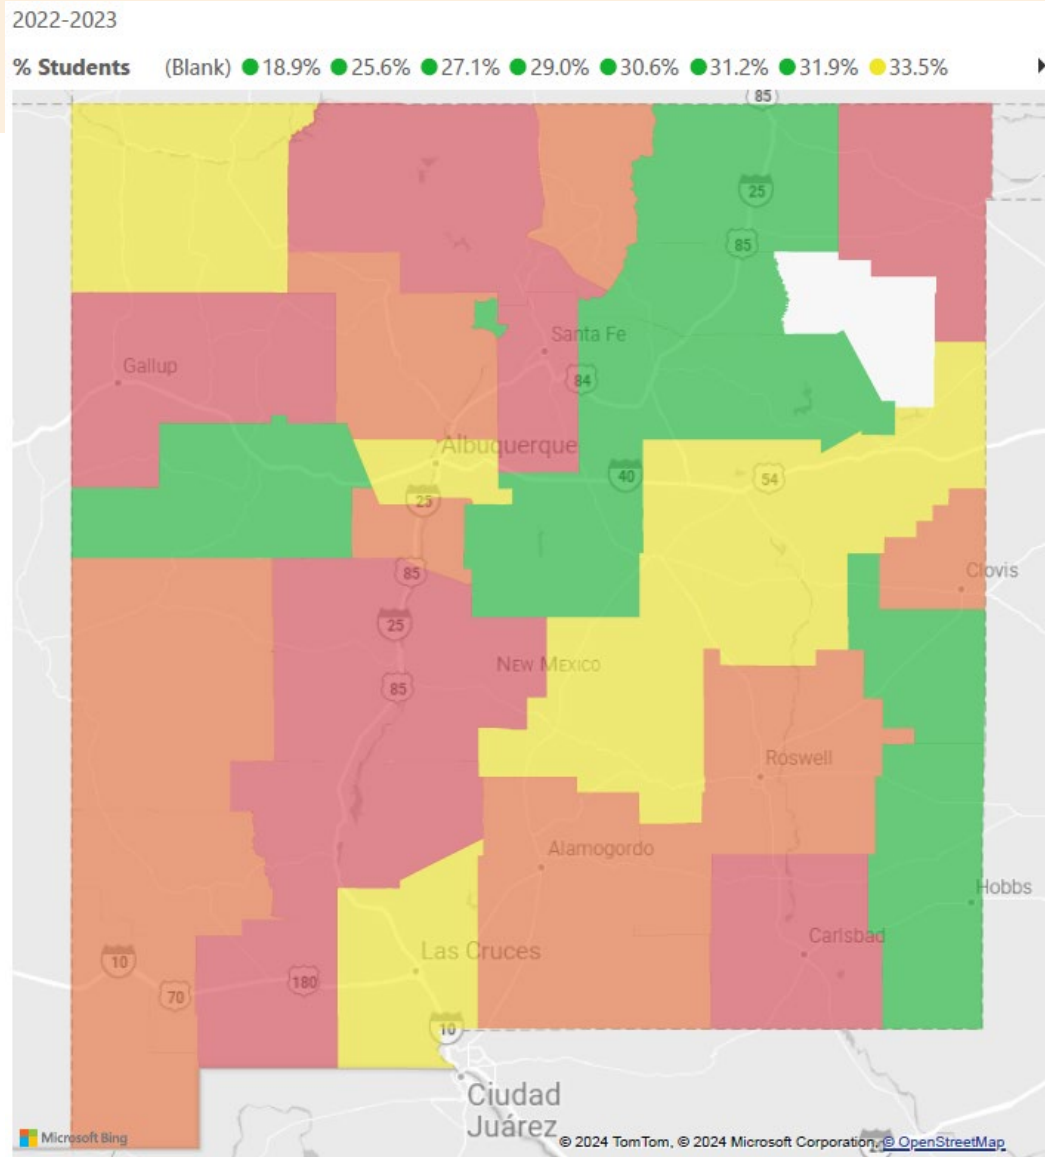 2022-2023
% Students (Blank) 18.9% 25.6% 27.1% 29.0% 30.6% 31.2% 31.9% 33.5%
85
25
85
Santa Fe
Gallup
84
Albuquerque
40
54
25
85
Clovis
25
NEW MEXICO
85
Roswell
Alamogordo
Hobbs
Carlsbad
Las Cruces
10
180
70
10
Ciudad
Juárez
Microsoft Bing
© 2024 TomTom, © 2024 Microsoft Corporation, © OpenStreetMap